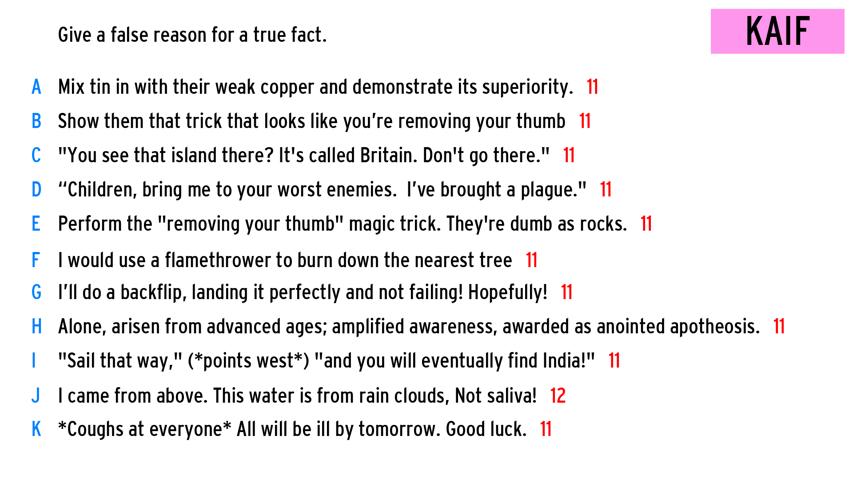 Give a false reason for a true fact.
KAIF
A Mix tin in with their weak copper and demonstrate its superiority. 11
B Show them that trick that looks like you're removing your thumb 11
C "You see that island there? It's called Britain. Don't go there." 11
D “Children, bring me to your worst enemies. I've brought a plague." 11
E Perform the "removing your thumb" magic trick. They're dumb as rocks. 11
F I would use a flamethrower to burn down the nearest tree 11
G I'll do a backflip, landing it perfectly and not failing! Hopefully! 11
H Alone, arisen from advanced ages; amplified awareness, awarded as anointed apotheosis. 11
I "Sail that way," (*points west*) "and you will eventually find India!" 11
J I came from above. This water is from rain clouds, Not saliva! 12
K *Coughs at everyone* All will be ill by tomorrow. Good luck. 11